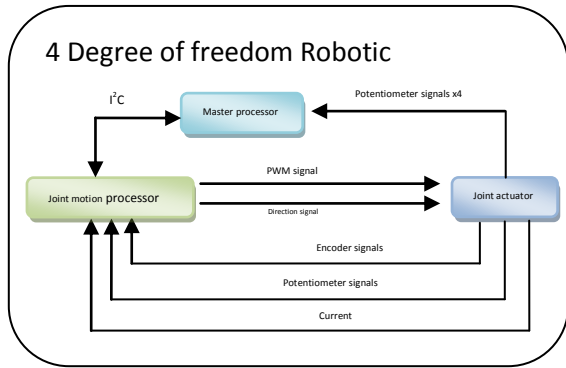 4 Degree of freedom Robotic
I²C
Master processor
Potentiometer signals x4
PWM signal
Joint motion processor
Joint actuator
Direction signal
Encoder signals
Potentiometer signals
Current